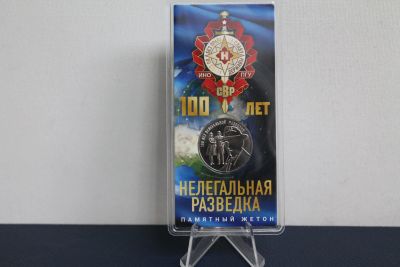 Н
ИНО ПГУ
СВР
100 ЛЕТ
НЕЛЕГАЛЬНАЯ
РАЗВЕДКА
ПАМЯТНЫЙ ЖЕТОН